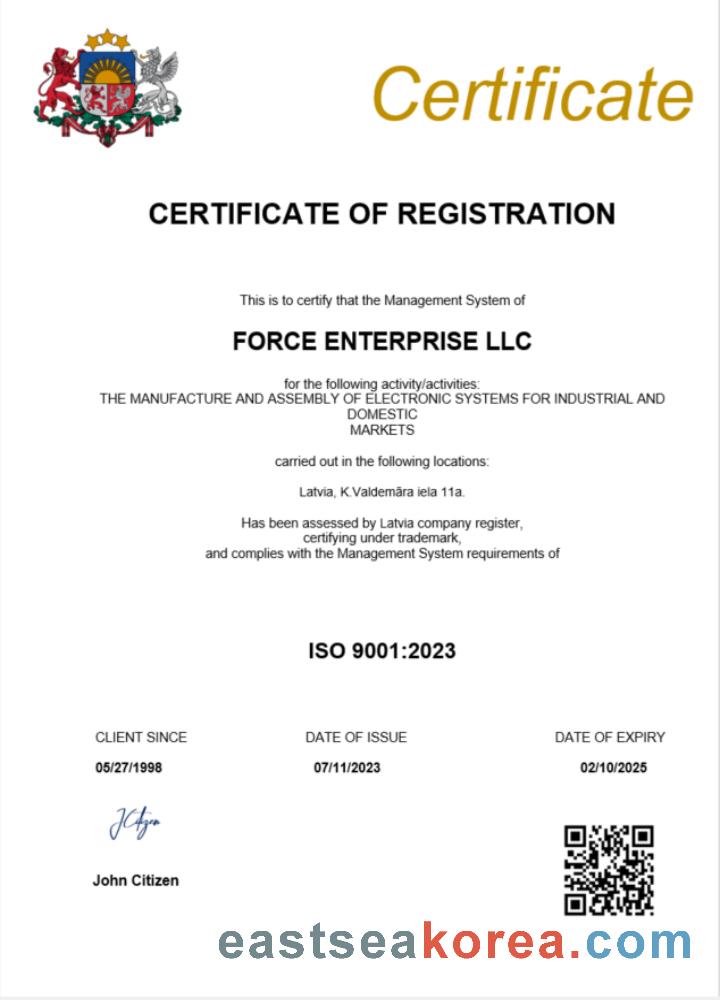 Certificate
CERTIFICATE OF REGISTRATION
This is to certify that the Management System of
FORCE ENTERPRISE LLC
for the following activity/activities:
THE MANUFACTURE AND ASSEMBLY OF ELECTRONIC SYSTEMS FOR INDUSTRIAL AND
DOMESTIC
MARKETS
carried out in the following locations:
Latvia, K.Valdemāra iela 11a.
Has been assessed by Latvia company register,
certifying under trademark,
and complies with the Management System requirements of
ISO 9001:2023
CLIENT SINCE DATE OF ISSUE DATE OF EXPIRY
05/27/1998 07/11/2023 02/10/2025
JCitizen
John Citizen
eastseakorea.com